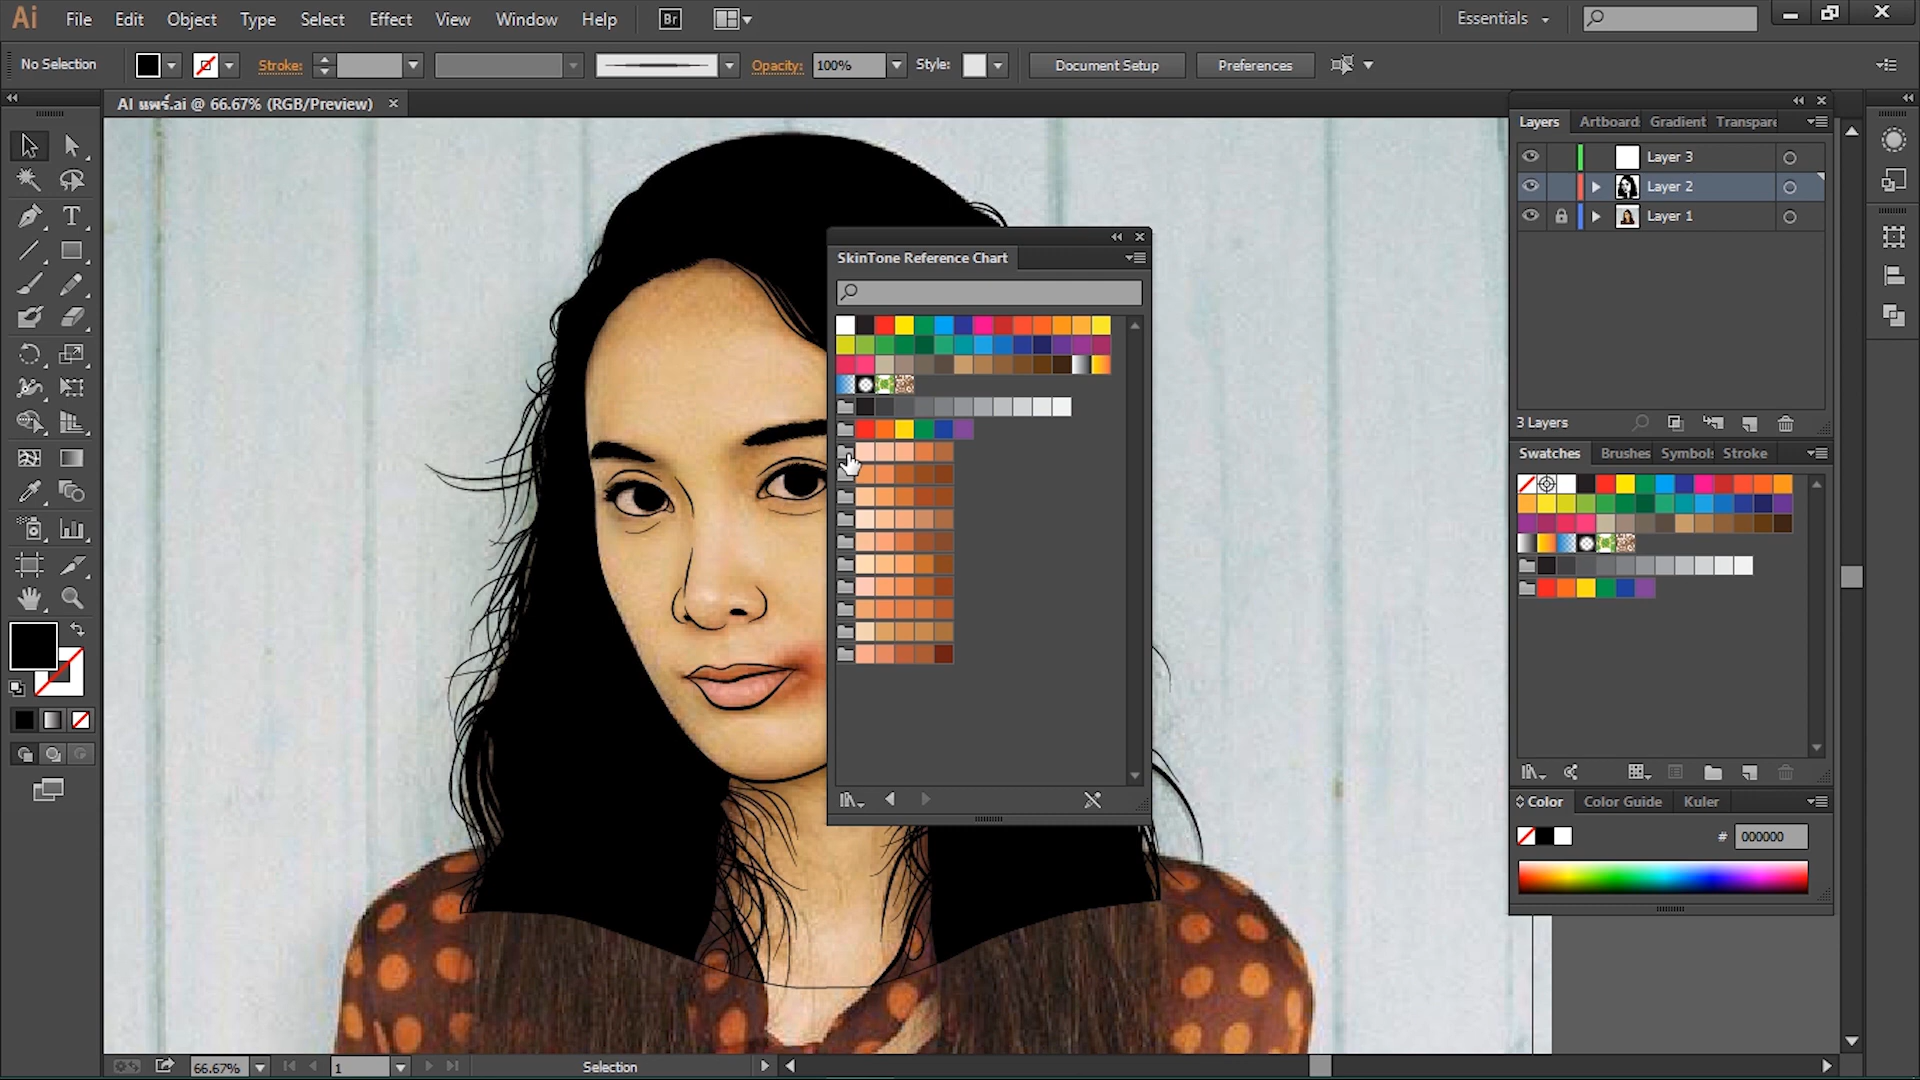 Ai File Edit Object Type Select Effect View Window Help Br Essentials
No Selection Stroke: Opacity: 100% Style: Document Setup Preferences
AI แพร์.ai @ 66.67% (RGB/Preview)
Layers Artboard Gradient Transpare
Layer 3
Layer 2
Layer 1
3 Layers
SkinTone Reference Chart
Swatches Brushes Symbols Stroke
Color Color Guide Kuler
# 000000
66.67% 1 Selection